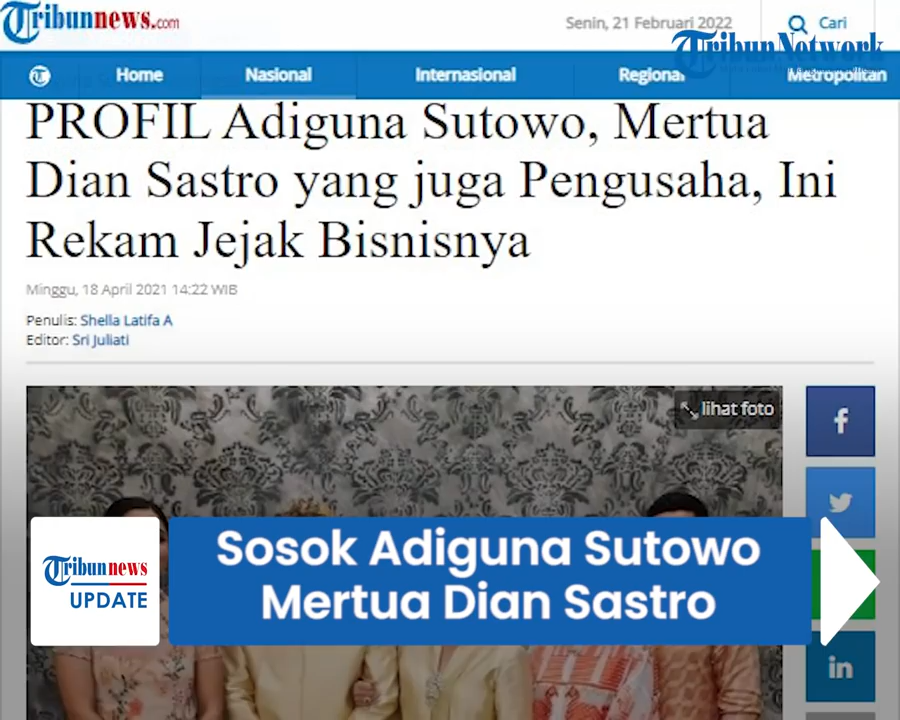 Tribunnews.com
Senin, 21 Februari 2022
Cari
TribunNetwork
Home
Nasional
Internasional
Regional
Metropolitan
PROFIL Adiguna Sutowo, Mertua
Dian Sastro yang juga Pengusaha, Ini
Rekam Jejak Bisnisnya
Minggu, 18 April 2021 14:22 WIB
Penulis: Shella Latifa A
Editor: Sri Juliati
lihat foto
Tribunnews
UPDATE
Sosok Adiguna Sutowo
Mertua Dian Sastro